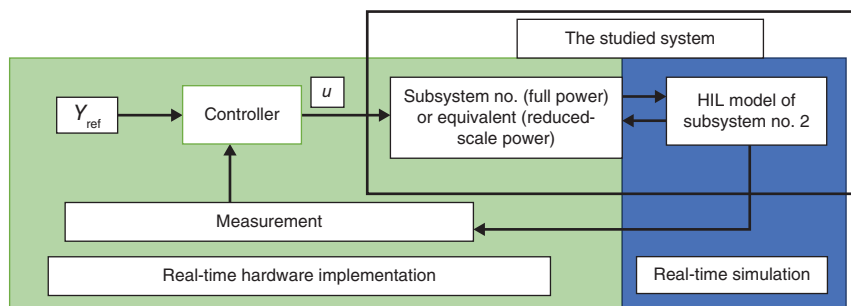 The studied system
Y ref
Controller
u
Subsystem no. (full power)
or equivalent (reduced-
scale power)
HIL model of
subsystem no. 2
Measurement
Real-time hardware implementation
Real-time simulation